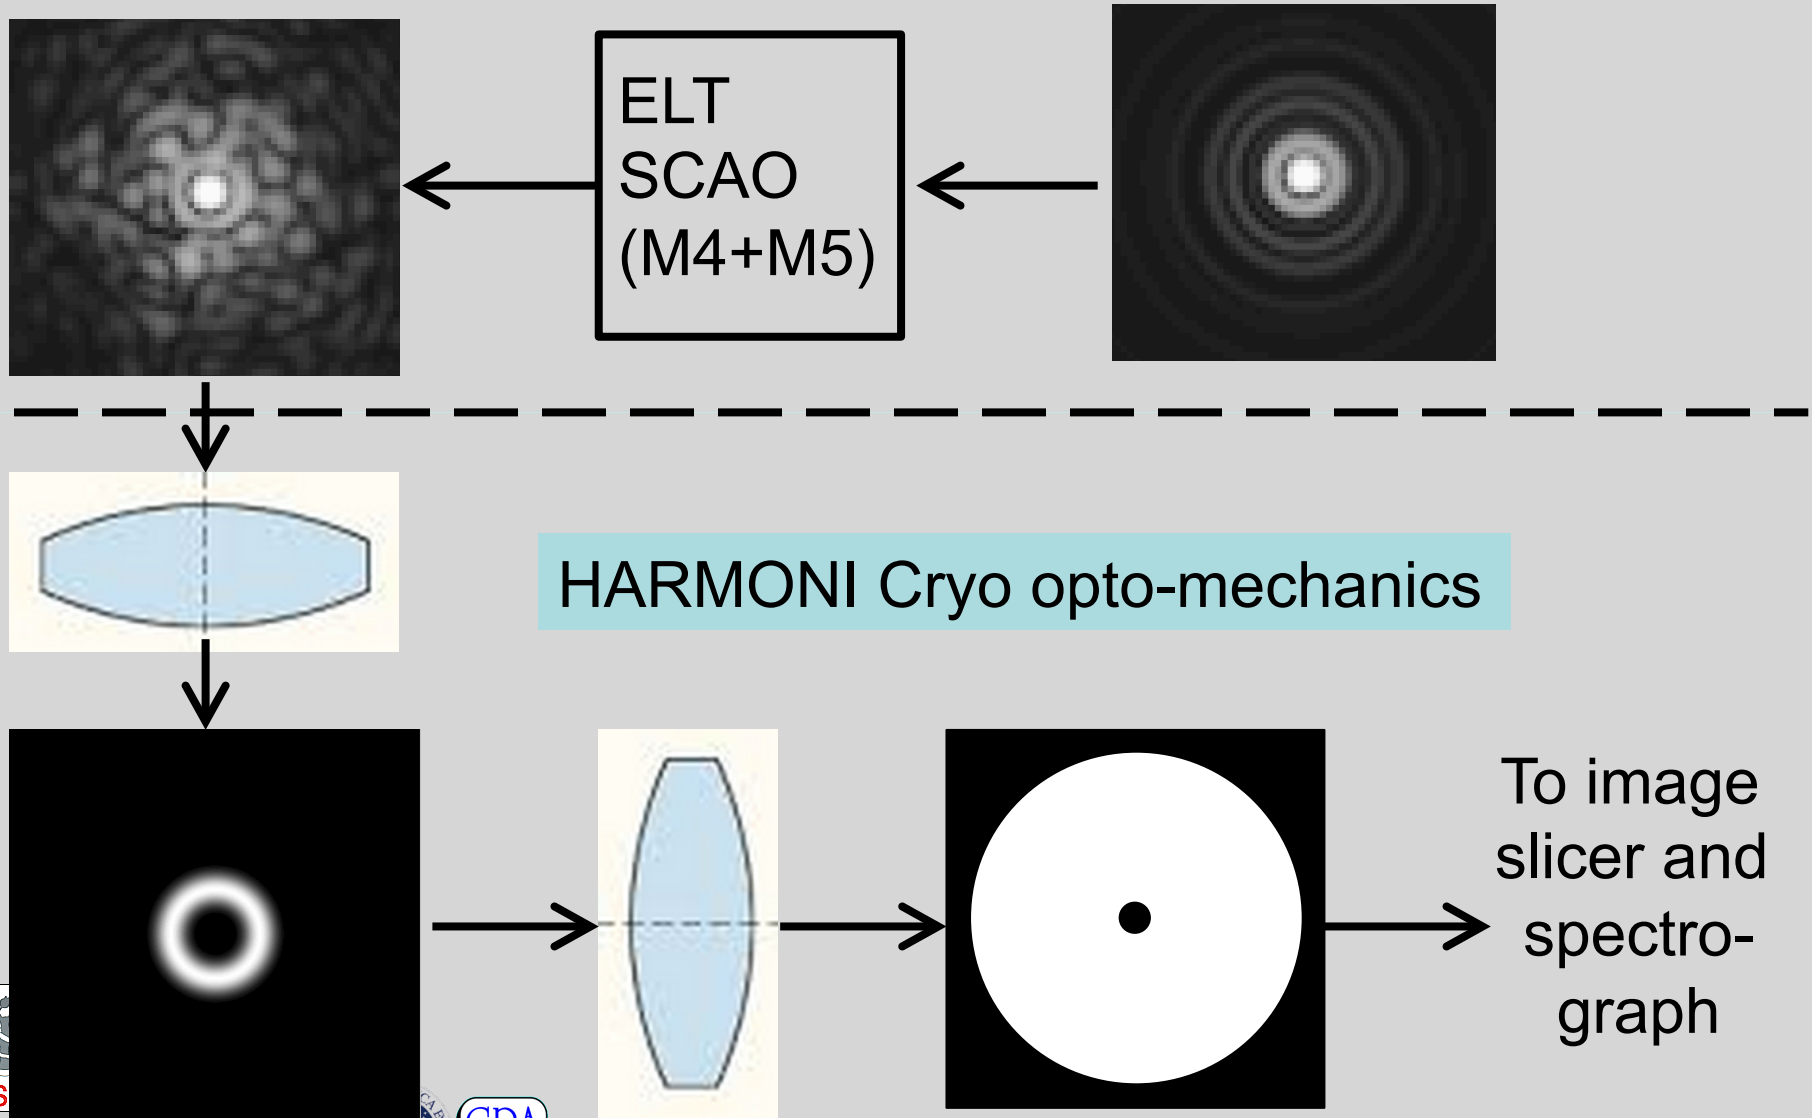 ELT
SCAO
(M4+M5)
HARMONI Cryo opto-mechanics
To image
slicer and
spectro-
graph